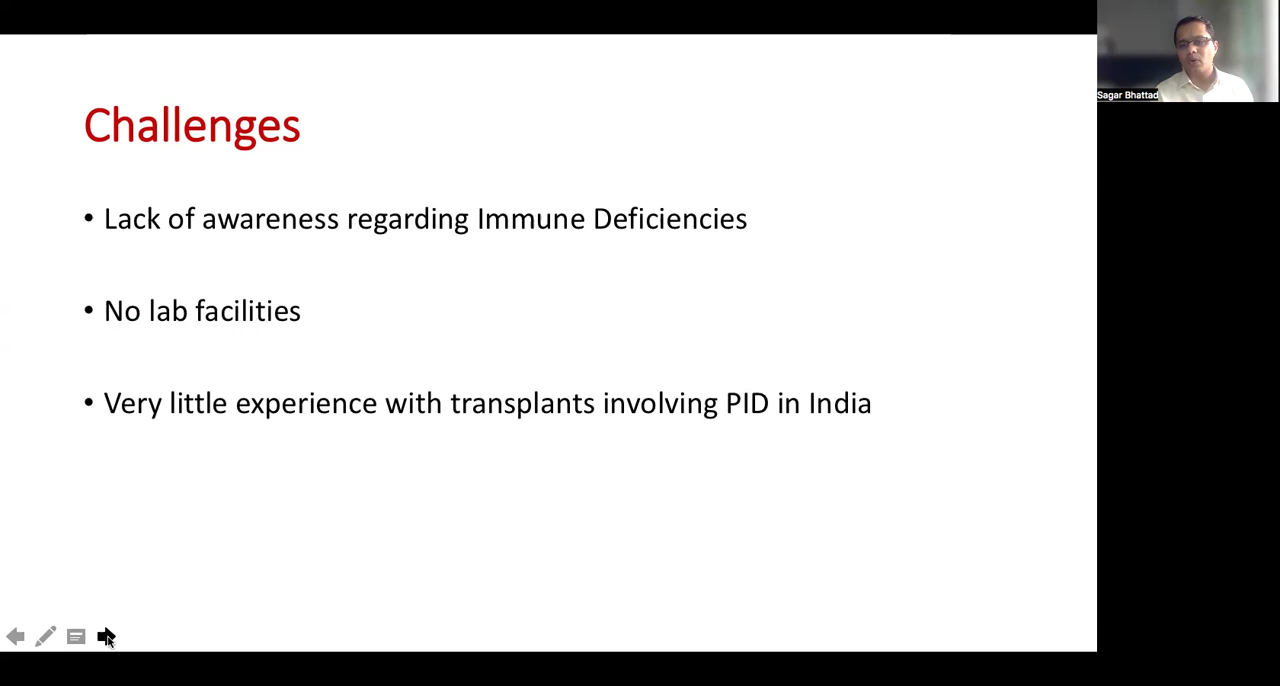 Challenges
• Lack of awareness regarding Immune Deficiencies
• No lab facilities
• Very little experience with transplants involving PID in India
Sagar Bhattad